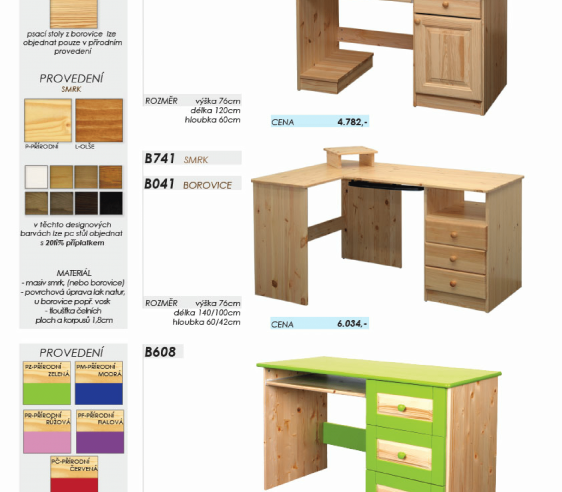 psací stoly z borovice lze
objednat pouze v přírodním
provedení
PROVEDENÍ
SMRK
P-PŘÍRODNÍ
L-OLŠE
v těchto designových
barvách lze pc stůl objednat
s 20% příplatkem
MATERIÁL
- masiv smrk, (nebo borovice)
- povrchová úprava lak natur,
u borovice popř. vosk
- tloušťka čelních
ploch a korpusů 1,8cm
ROZMĚR výška 76cm
délka 120cm
hloubka 60cm
CENA 4.782,-
B741 SMRK
B041 BOROVICE
ROZMĚR výška 76cm
délka 140/100cm
hloubka 60/42cm
CENA 6.034,-
PROVEDENÍ
PZ-PŘÍRODNÍ
ZELENÁ
PM-PŘÍRODNÍ
MODRÁ
PR-PŘÍRODNÍ
RŮŽOVÁ
PF-PŘÍRODNÍ
FIALOVÁ
PČ-PŘÍRODNÍ
ČERVENÁ
B608